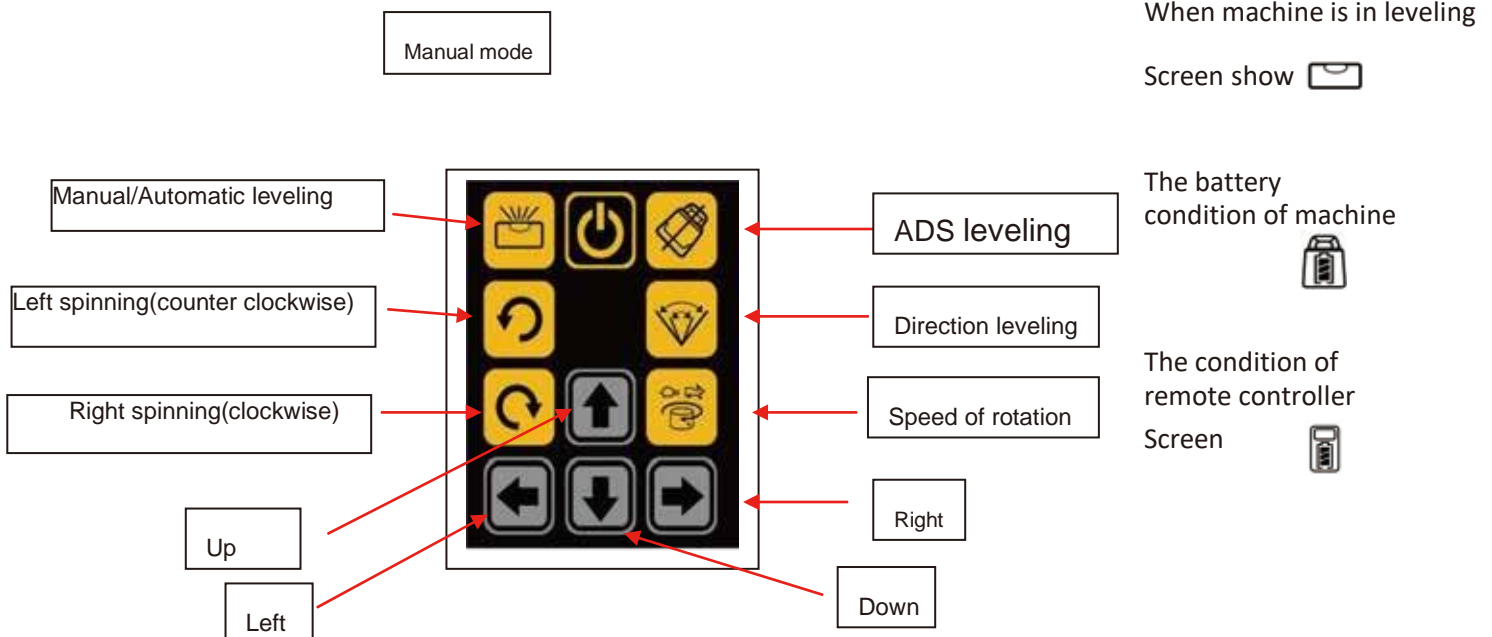 When machine is in leveling
Manual mode
Screen show
Manual/Automatic leveling
The battery
condition of machine
ADS leveling
Left spinning(counter clockwise)
Direction leveling
The condition of
remote controller
Right spinning(clockwise)
Speed of rotation
Screen
Right
Up
Down
Left